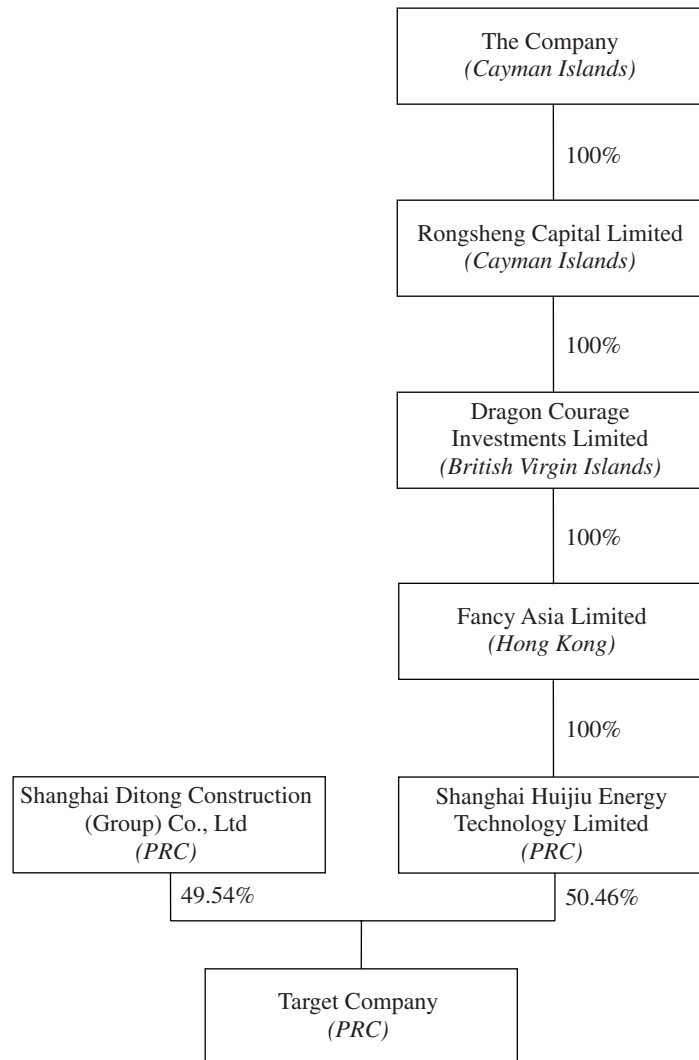 The Company
(Cayman Islands)
100%
Rongsheng Capital Limited
(Cayman Islands)
100%
Dragon Courage
Investments Limited
(British Virgin Islands)
100%
Fancy Asia Limited
(Hong Kong)
100%
Shanghai Ditong Construction
(Group) Co., Ltd
(PRC)
Shanghai Huijiu Energy
Technology Limited
(PRC)
49.54%
50.46%
Target Company
(PRC)